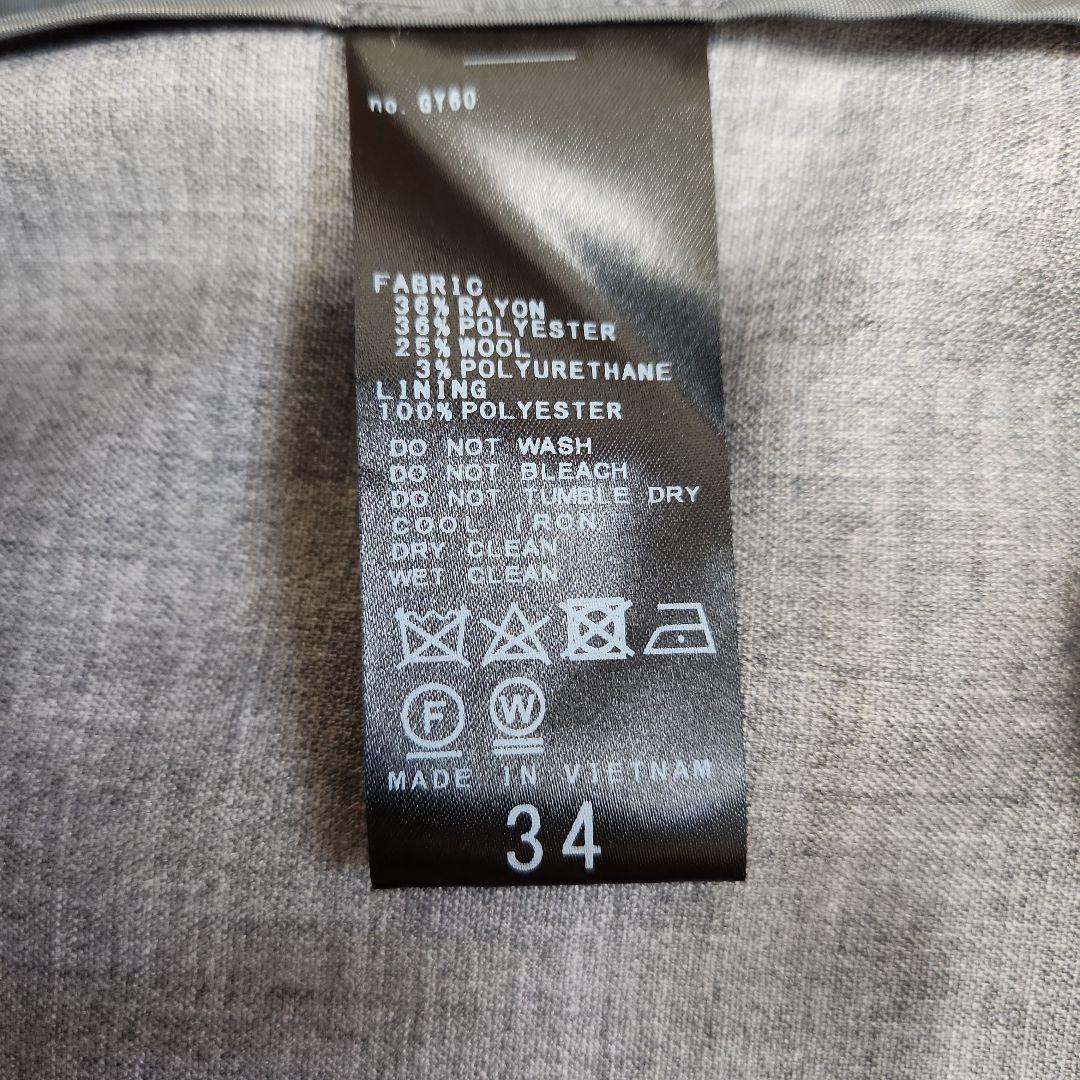 no. GY60
FABRIC
36% RAYON
36% POLYESTER
25% WOOL
3% POLYURETHANE
LINING
100% POLYESTER
DO NOT WASH
DO NOT BLEACH
DO NOT TUMBLE DRY
COOL IRON
DRY CLEAN
WET CLEAN
F W
MADE IN VIETNAM
34